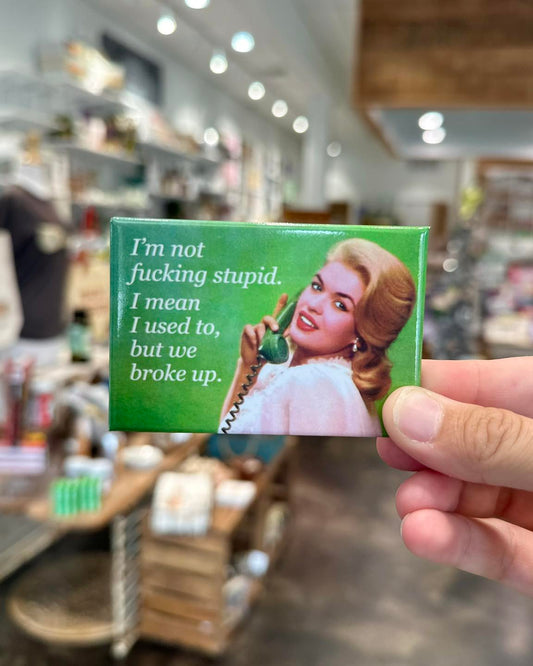 I'm not
fucking stupid.
I mean
I used to,
but we
broke up.